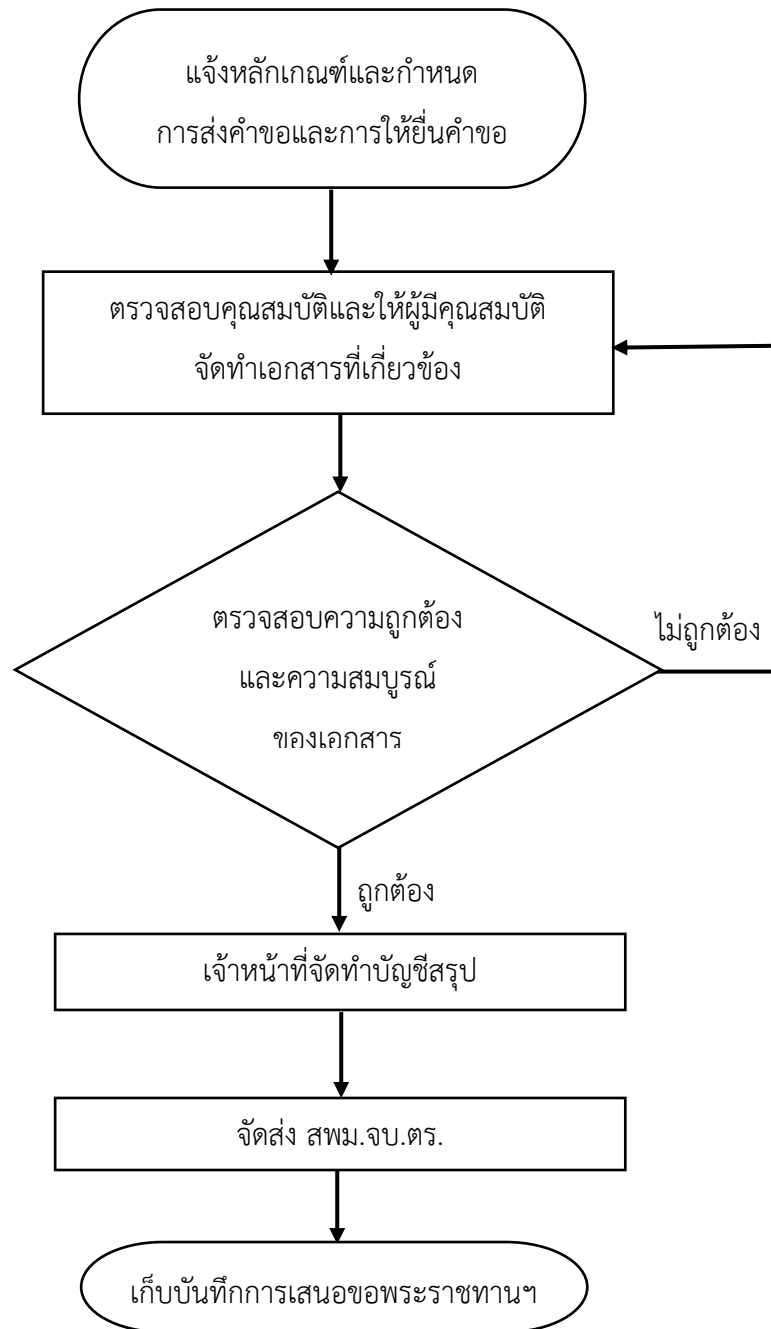 แจ้งหลักเกณฑ์และกำหนด
การส่งคำขอและการให้ยื่นคำขอ
ตรวจสอบคุณสมบัติและให้ผู้มีคุณสมบัติ
จัดทำเอกสารที่เกี่ยวข้อง
ตรวจสอบความถูกต้อง
และความสมบูรณ์
ของเอกสาร
ไม่ถูกต้อง
ถูกต้อง
เจ้าหน้าที่จัดทำบัญชีสรุป
จัดส่ง สพม.จบ.ตร.
เก็บบันทึกการเสนอขอพระราชทานฯ